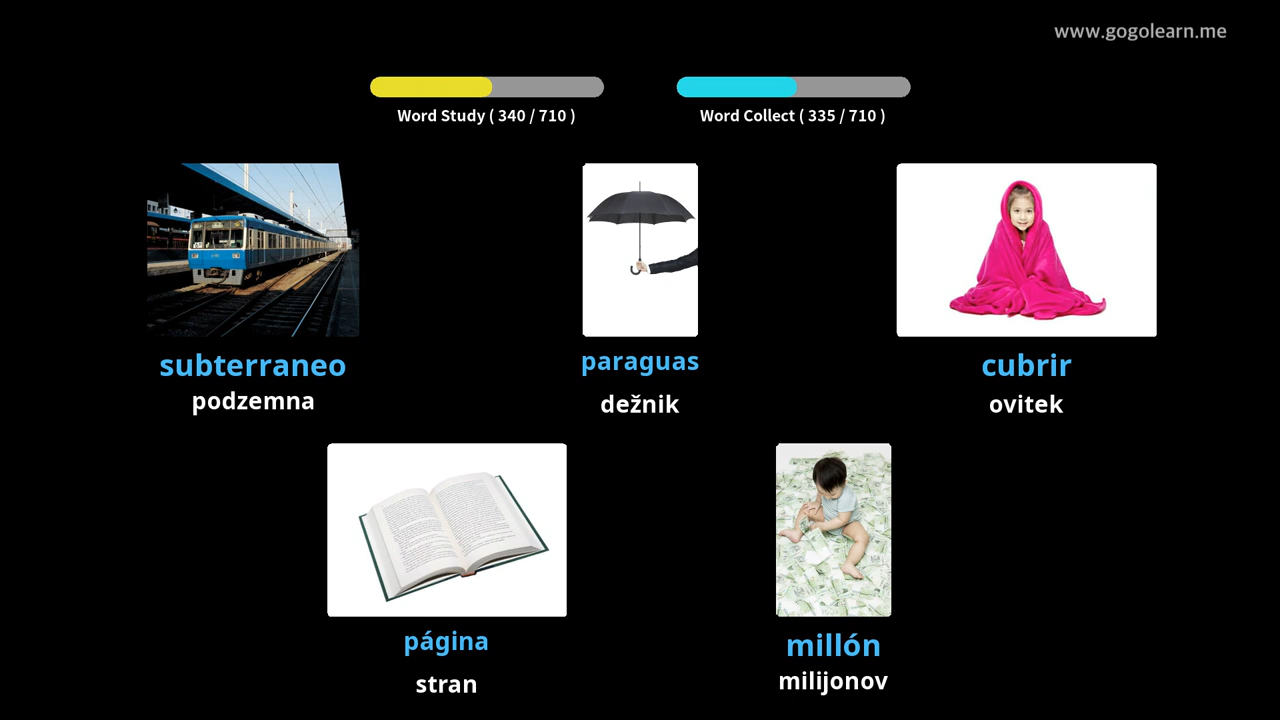 www.gogolearn.me
Word Study ( 340 / 710 )
Word Collect ( 335 / 710 )
subterraneo
podzemna
paraguas
dežnik
cubrir
ovitek
página
stran
millón
milijonov